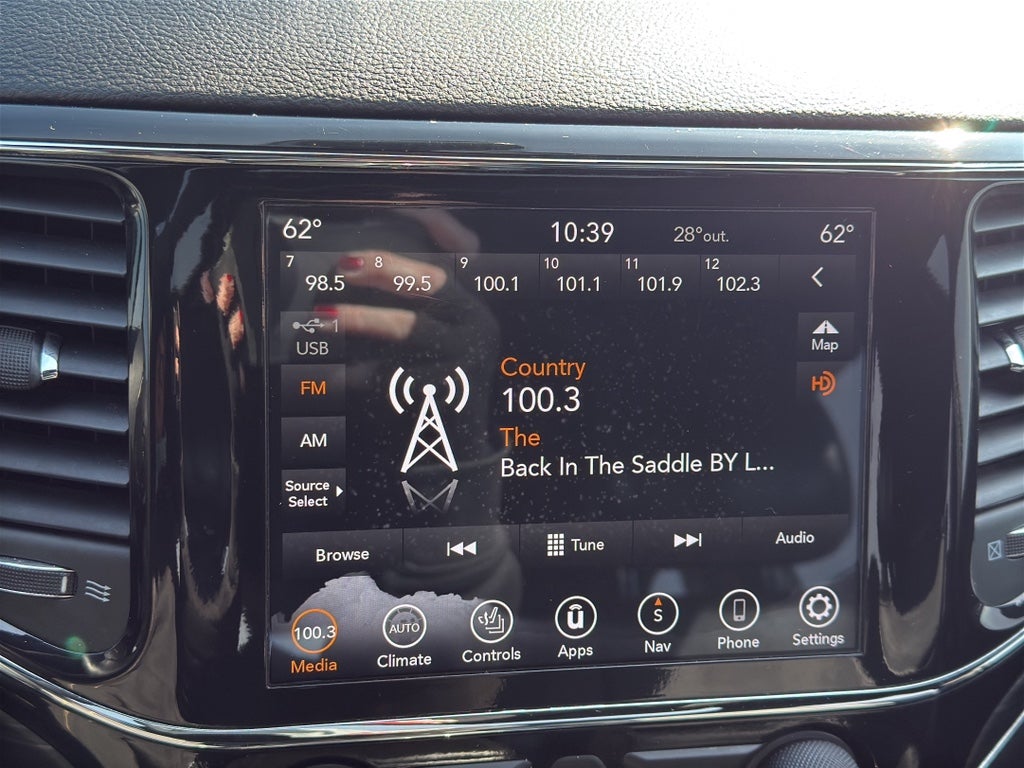 62° 10:39 28°out. 62°
7 8 9 10 11 12
98.5 99.5 100.1 101.1 101.9 102.3
1
USB
Map
FM
HD
AM
Source
Select
Country
100.3
The
Back In The Saddle BY L...
Browse Tune Audio
100.3 AUTO û S
Media Climate Controls Apps Nav Phone Settings